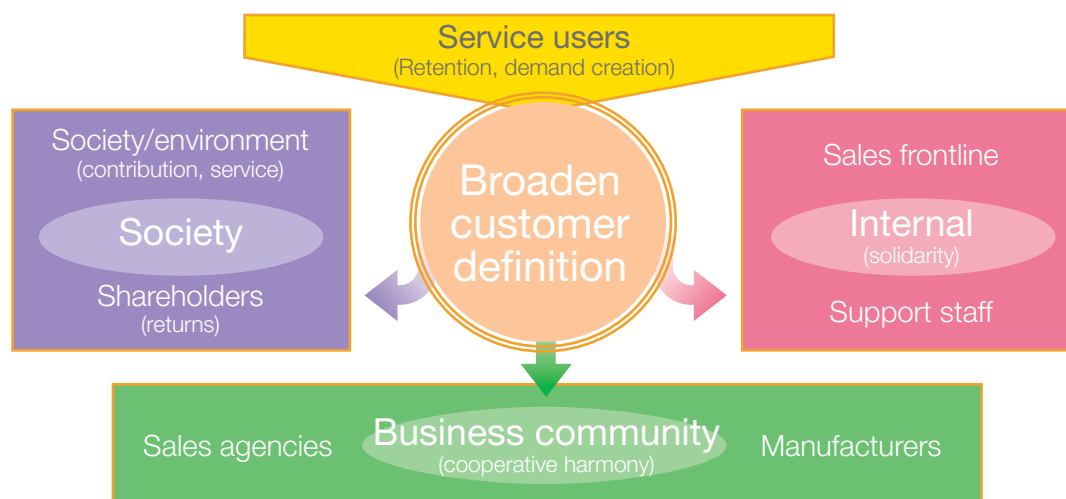 Service users
(Retention, demand creation)
Society/environment
(contribution, service)
Society
Shareholders
(returns)
Broaden
customer
definition
Sales frontline
Internal
(solidarity)
Support staff
Sales agencies
Business community
(cooperative harmony)
Manufacturers